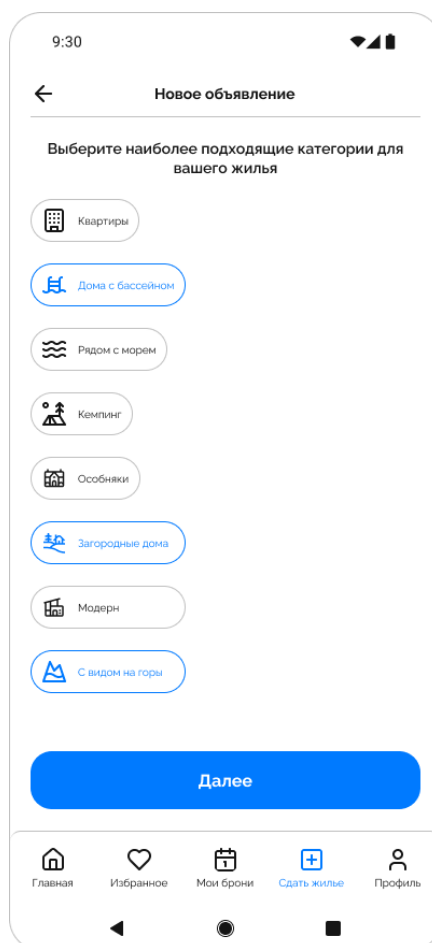 9:30
Новое объявление
Выберите наиболее подходящие категории для
вашего жилья
Квартиры
Дома с бассейном
Рядом с морем
Кемпинг
Особняки
Загородные дома
Модерн
С видом на горы
Далее
1
Главная Избранное Мои брони Сдать жилье Профиль